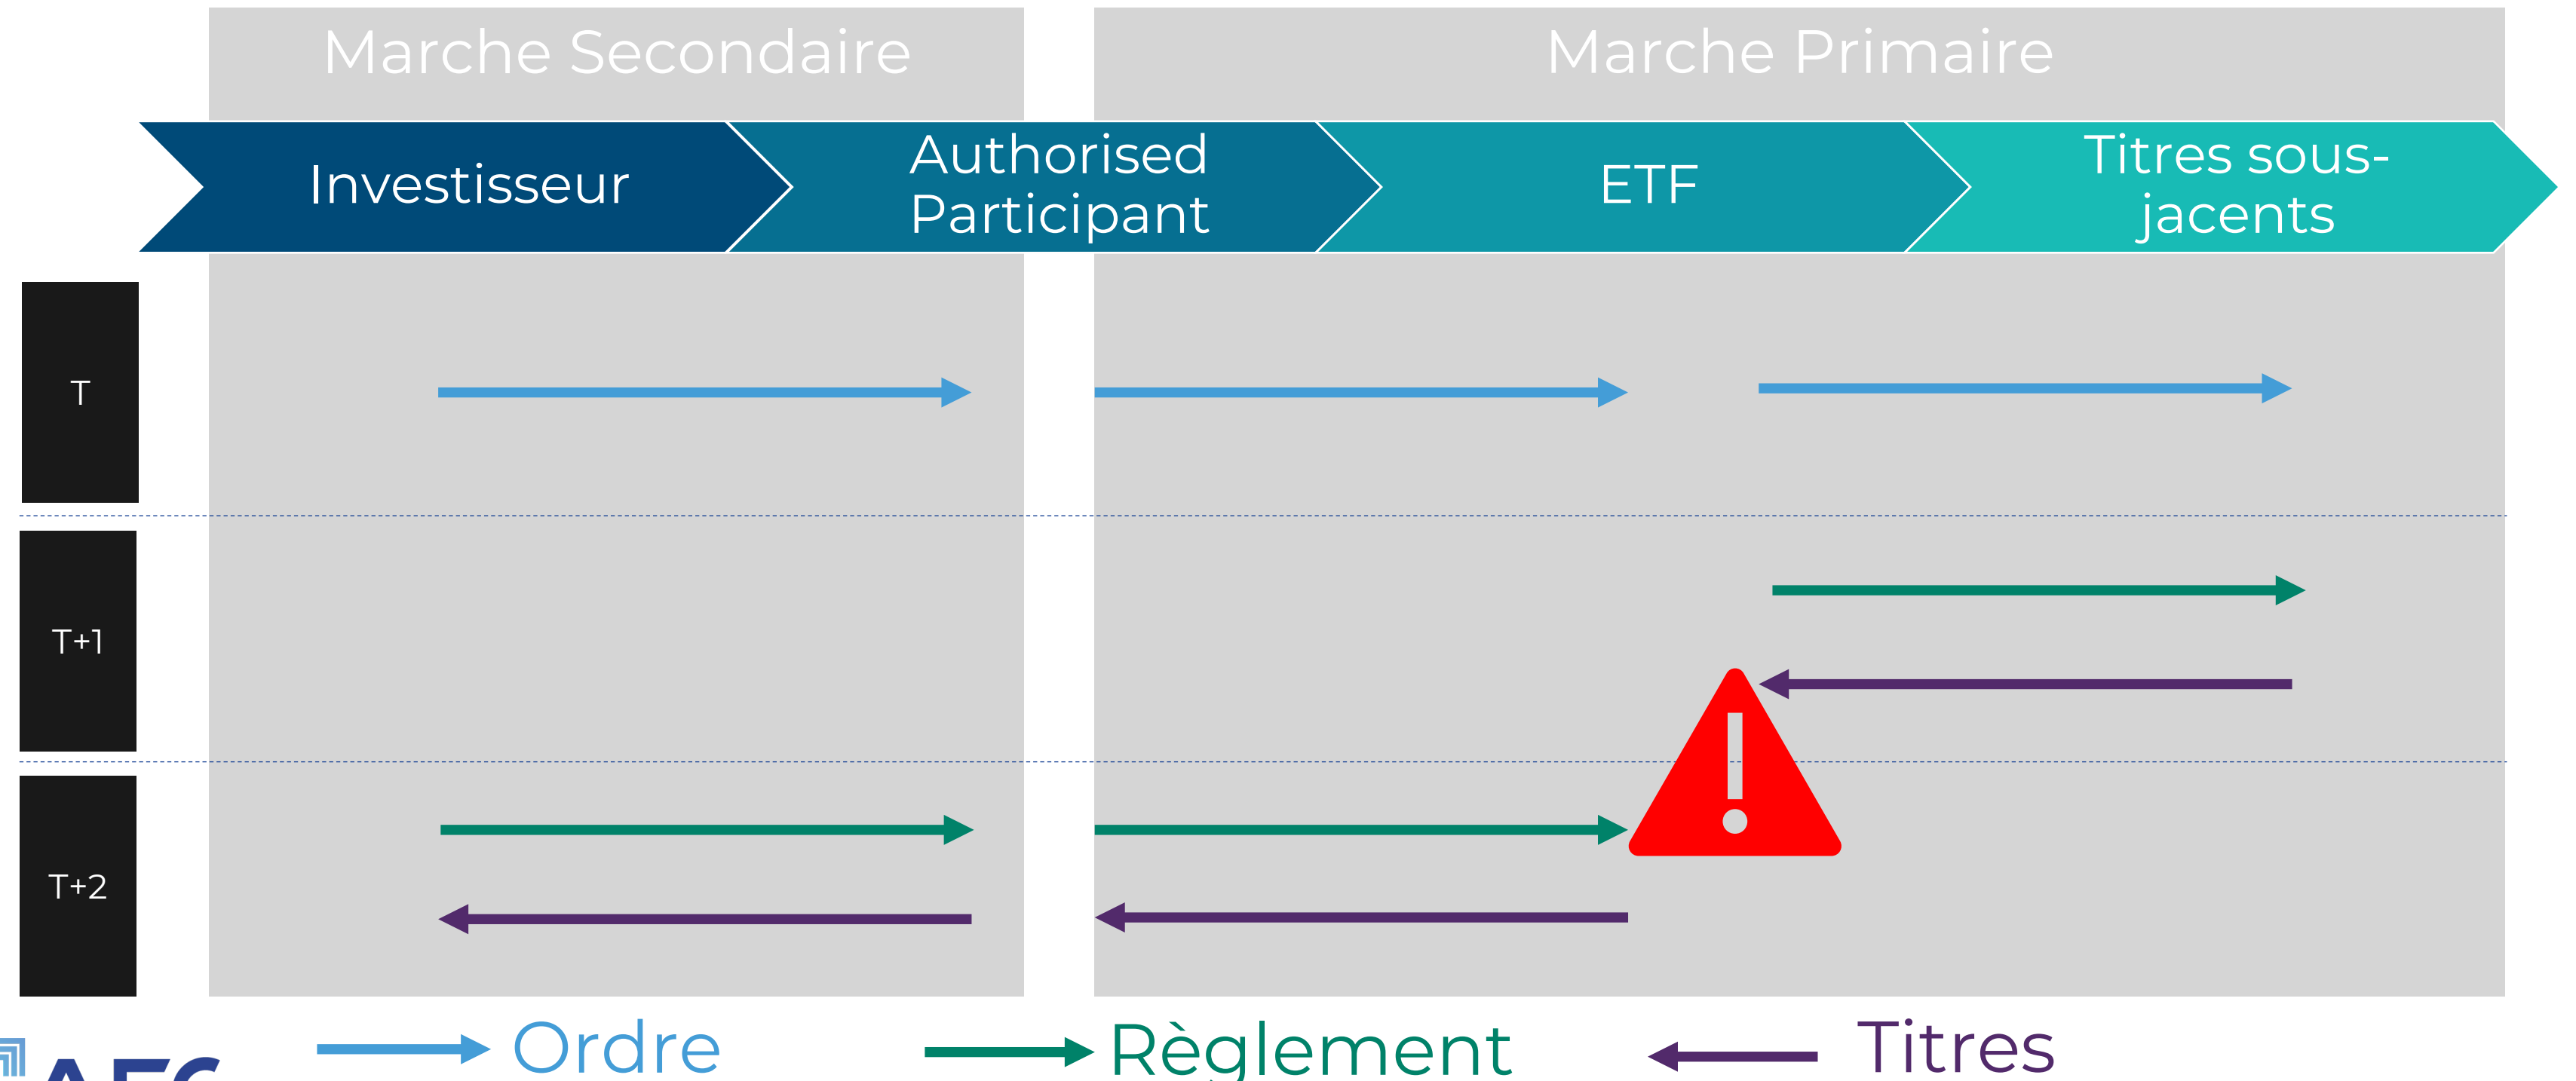 Marche Secondaire
Marche Primaire
Investisseur
Authorised
Participant
ETF
Titres sous-
jacents
T
T+1
T+2
Ordre
Règlement
Titres